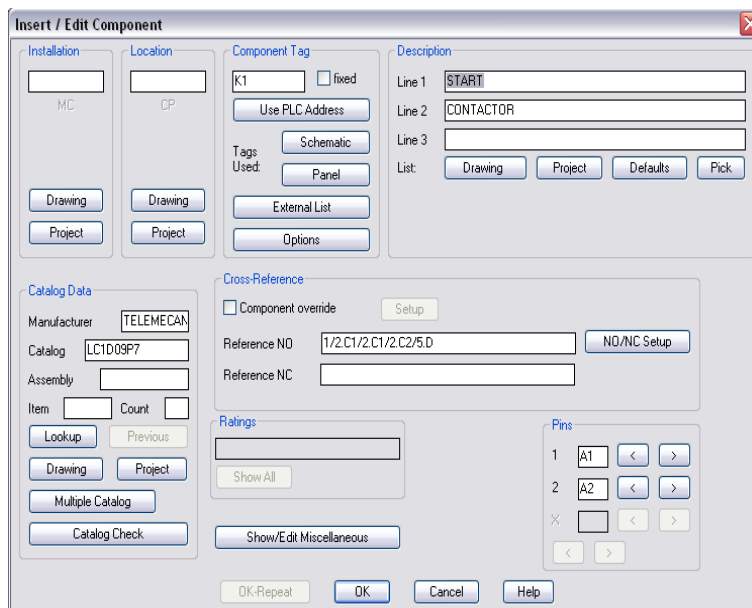 Insert / Edit Component
Installation
MC
Drawing
Project
Location
CP
Drawing
Project
Component Tag
K1
fixed
Use PLC Address
Tags
Used:
Schematic
Panel
External List
Options
Description
Line 1 START
Line 2 CONTACTOR
Line 3
List: Drawing Project Defaults Pick
Catalog Data
Manufacturer TELEMECAN
Catalog LC1D09P7
Assembly
Item Count
Lookup Previous
Drawing Project
Multiple Catalog
Catalog Check
Cross-Reference
Component override Setup
Reference NO 1/2.C1/2.C1/2.C2/5.D NO/NC Setup
Reference NC
Ratings
Show All
Show/Edit Miscellaneous
Pins
1 A1 < >
2 A2 < >
X < >
< >
OK-Repeat OK Cancel Help